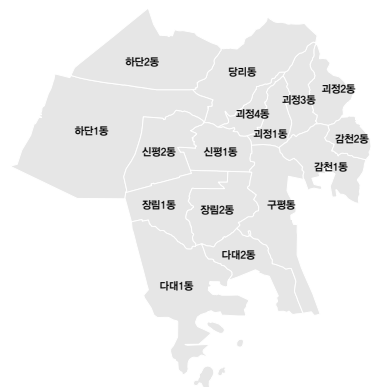 하단2동
당리동
괴정2동
괴정3동
괴정4동
하단1동
괴정1동
감천2동
신평2동
신평1동
감천1동
장림1동
장림2동
구평동
다대2동
다대1동